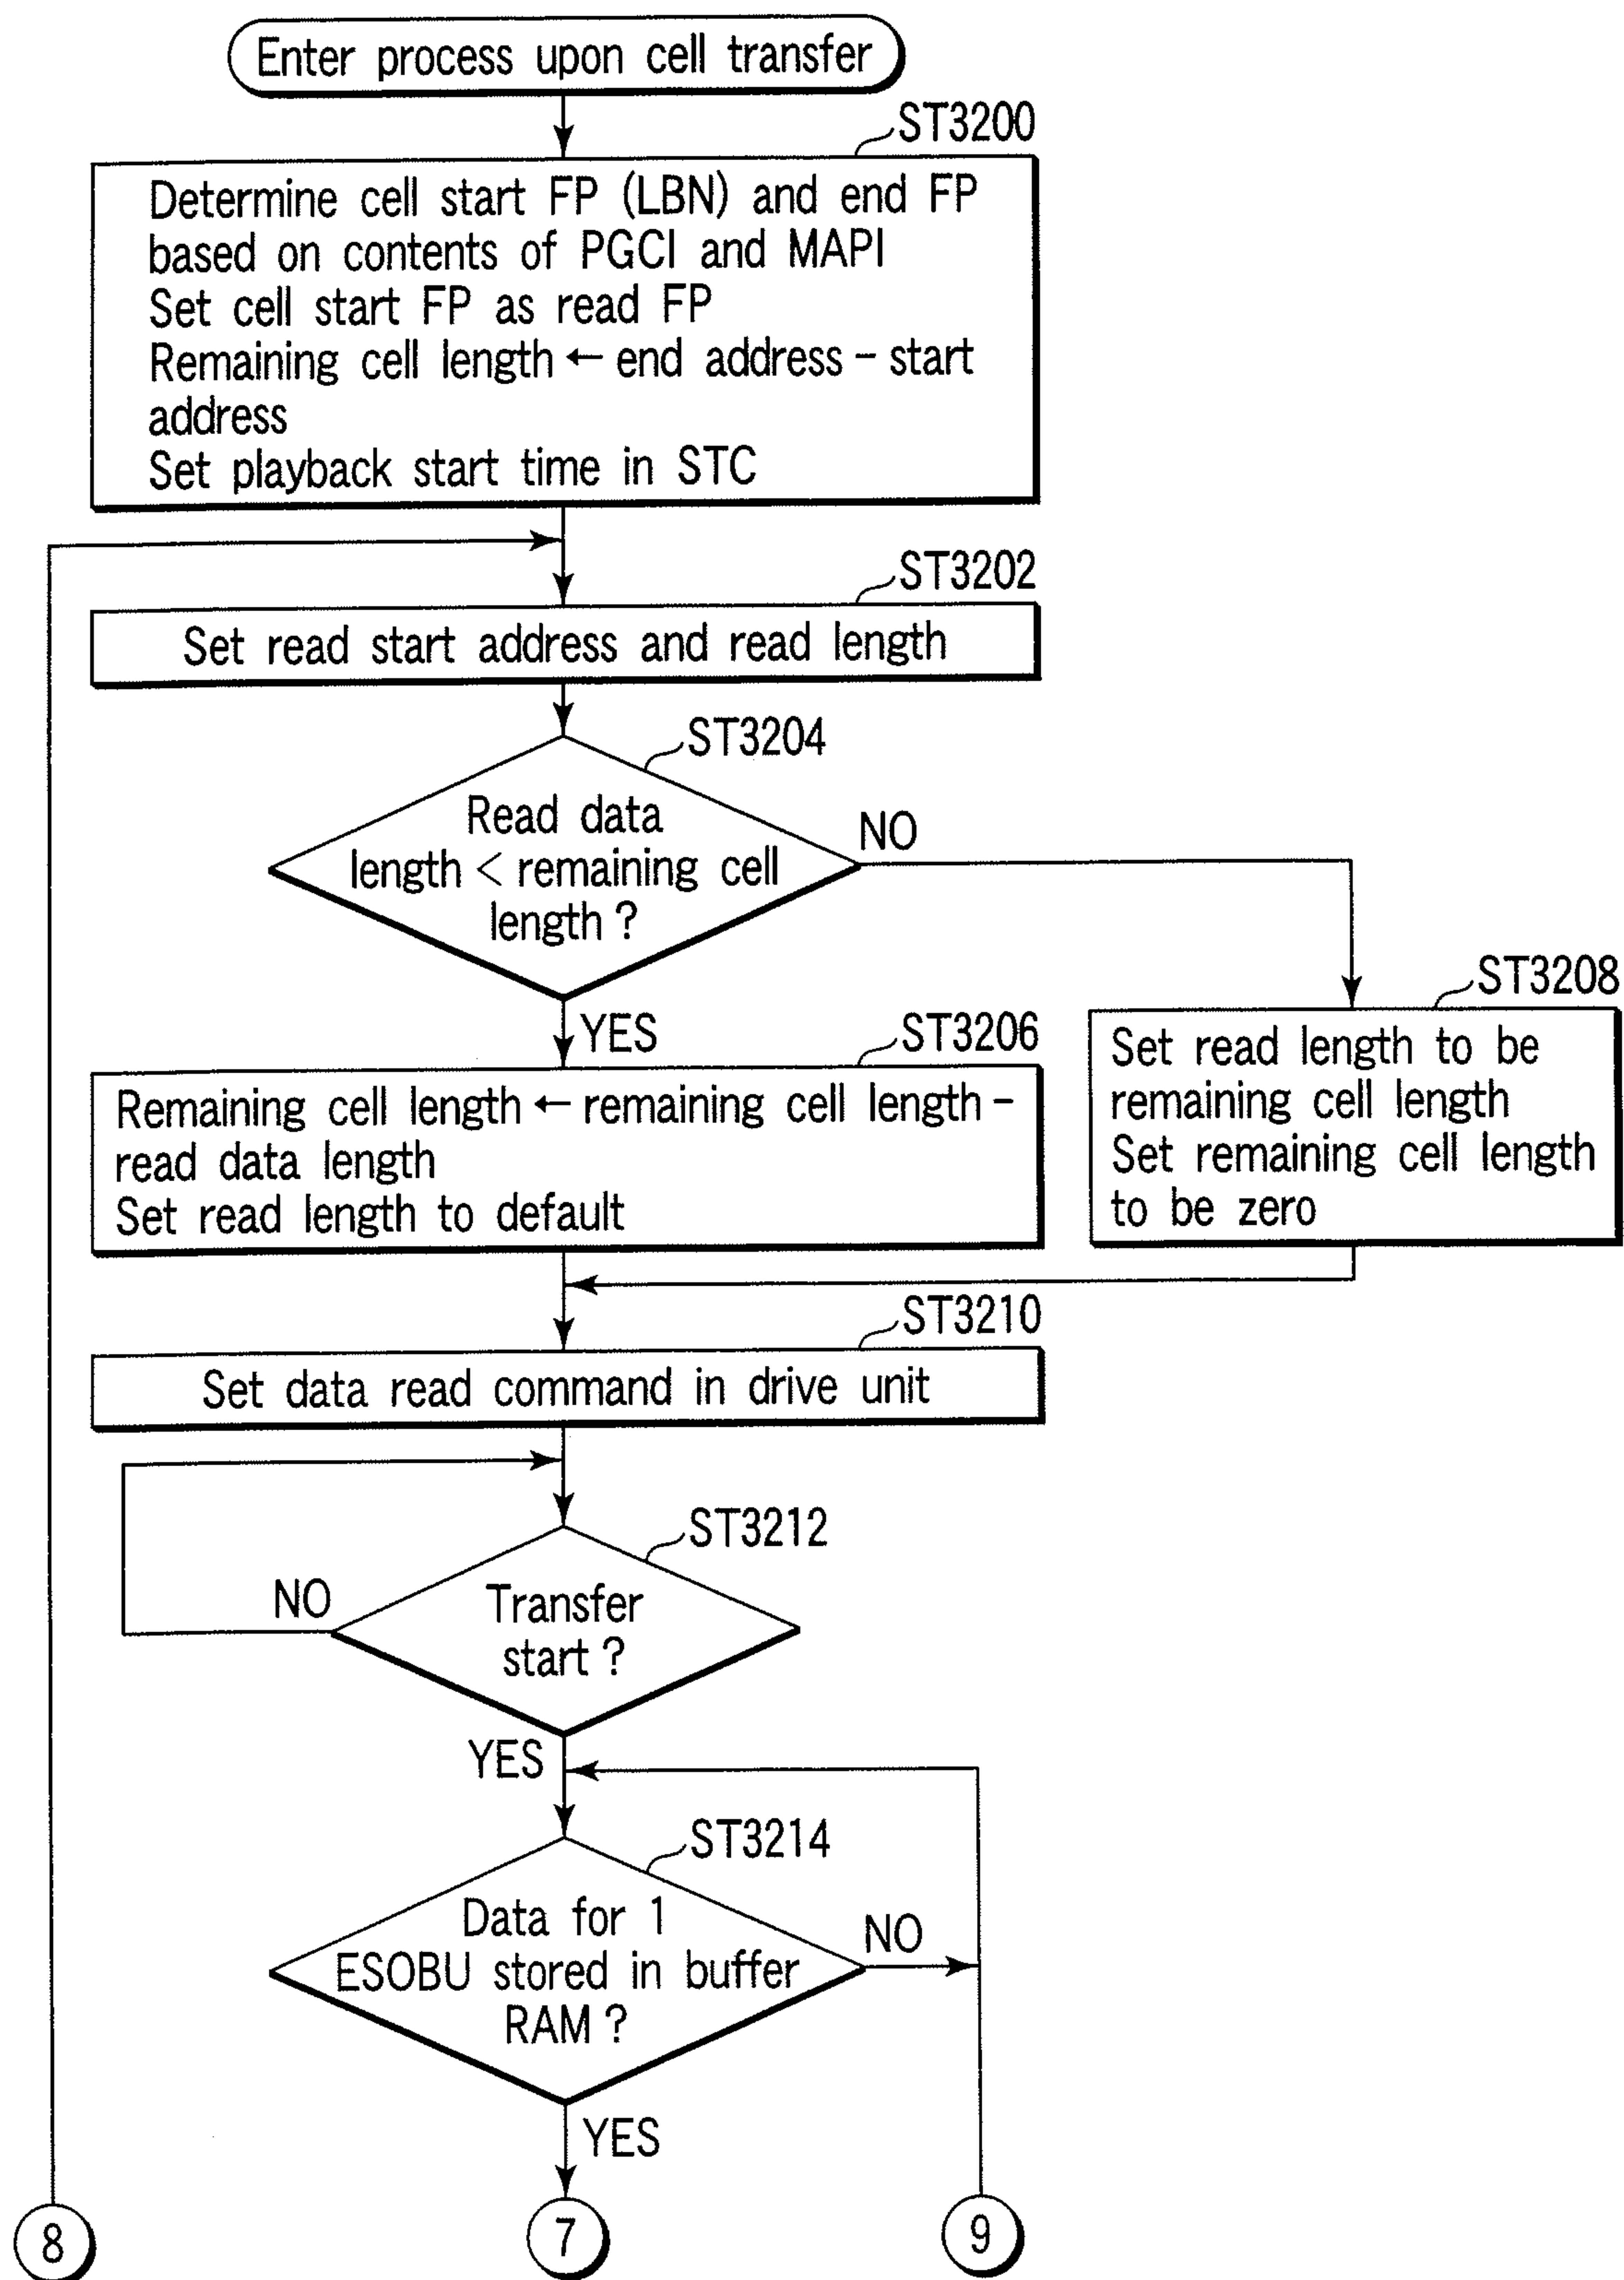 Enter process upon cell transfer
ST3200
Determine cell start FP (LBN) and end FP
based on contents of PGCI and MAPI
Set cell start FP as read FP
Remaining cell length ← end address - start
address
Set playback start time in STC
ST3202
Set read start address and read length
ST3204
Read data
length < remaining cell
length ?
NO
YES
ST3206
Remaining cell length ← remaining cell length -
read data length
Set read length to default
ST3208
Set read length to be
remaining cell length
Set remaining cell length
to be zero
ST3210
Set data read command in drive unit
ST3212
Transfer
start ?
NO
YES
ST3214
Data for 1
ESOBU stored in buffer
RAM ?
NO
YES
8
7
9